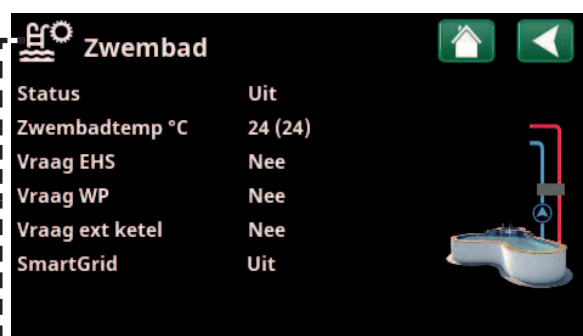 Zwembad
Status Uit
Zwembadtemp °C 24 (24)
Vraag EHS Nee
Vraag WP Nee
Vraag ext ketel Nee
SmartGrid Uit